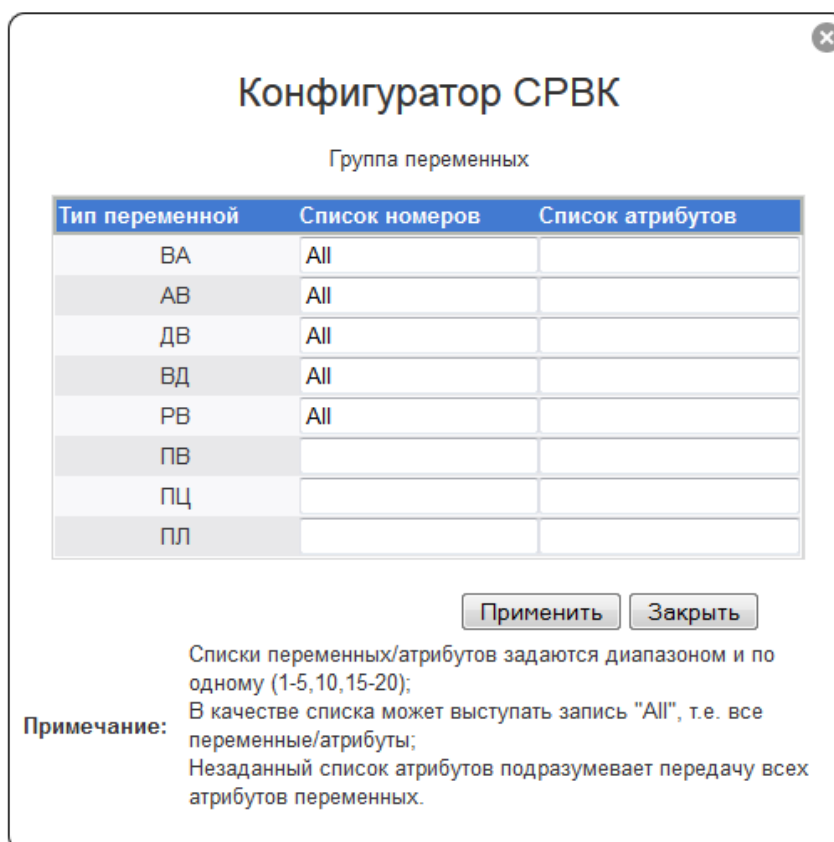 Конфигуратор СРВК
Группа переменных
Тип переменной Список номеров Список атрибутов
ВА All
АВ All
ДВ All
ВД All
РВ All
ПВ
ПЦ
ПЛ
Применить Закрыть
Примечание:
Списки переменных/атрибутов задаются диапазоном и по
одному (1-5,10,15-20);
В качестве списка может выступать запись "All", т.е. все
переменные/атрибуты;
Незаданный список атрибутов подразумевает передачу всех
атрибутов переменных.